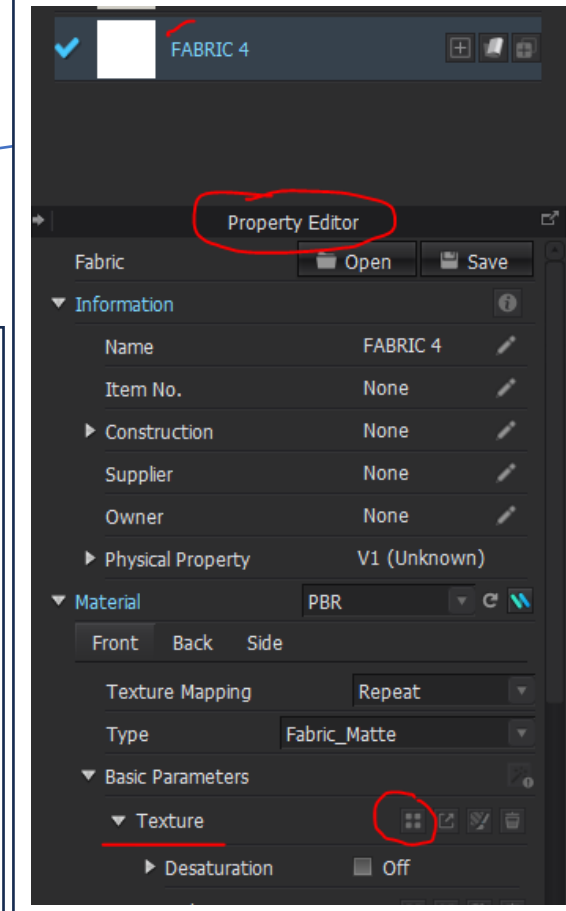 FABRIC 4
Property Editor
Fabric Open Save
Information
Name FABRIC 4
Item No. None
Construction None
Supplier None
Owner None
Physical Property V1 (Unknown)
Material PBR
Front Back Side
Texture Mapping Repeat
Type Fabric_Matte
Basic Parameters
Texture
Desaturation Off